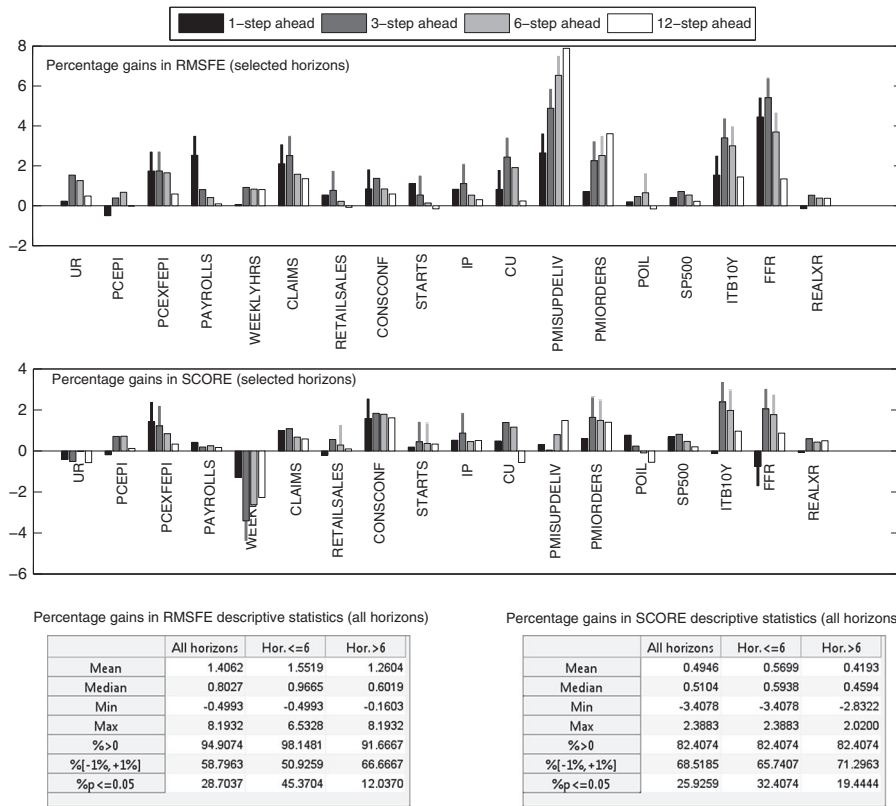 1−step ahead 3−step ahead 6−step ahead 12−step ahead
Percentage gains in RMSFE (selected horizons)
8
6
4
2
0
−2
UR PCEPI PCEXFEPI PAYROLLS WEEKLYHRS CLAIMS RETAILSALES CONSCONF STARTS IP CU PMISUPDELIV PMIORDERS POIL SP500 ITB10Y FFR REALXR
Percentage gains in SCORE (selected horizons)
4
2
0
−2
−4
−6
UR PCEPI PCEXFEPI PAYROLLS CLAIMS RETAILSALES CONSCONF STARTS IP CU PMISUPDELIV PMIORDERS POIL SP500 ITB10Y FFR REALXR
Percentage gains in RMSFE descriptive statistics (all horizons)
All horizons Hor.<=6 Hor.>6
Mean 1.4062 1.5519 1.2604
Median 0.8027 0.9665 0.6019
Min -0.4993 -0.4993 -0.1603
Max 8.1932 6.5328 8.1932
%>0 94.9074 98.1481 91.6667
%[-1%,+1%] 58.7963 50.9259 66.6667
%p<=0.05 28.7037 45.3704 12.0370
Percentage gains in SCORE descriptive statistics (all horizons
All horizons Hor.<=6 Hor.>6
Mean 0.4946 0.5699 0.4193
Median 0.5104 0.5938 0.4594
Min -3.4078 -3.4078 -2.8322
Max 2.3883 2.3883 2.0200
%>0 82.4074 82.4074 82.4074
%[-1%,+1%] 68.5185 65.7407 71.2963
%p<=0.05 25.9259 32.4074 19.4444